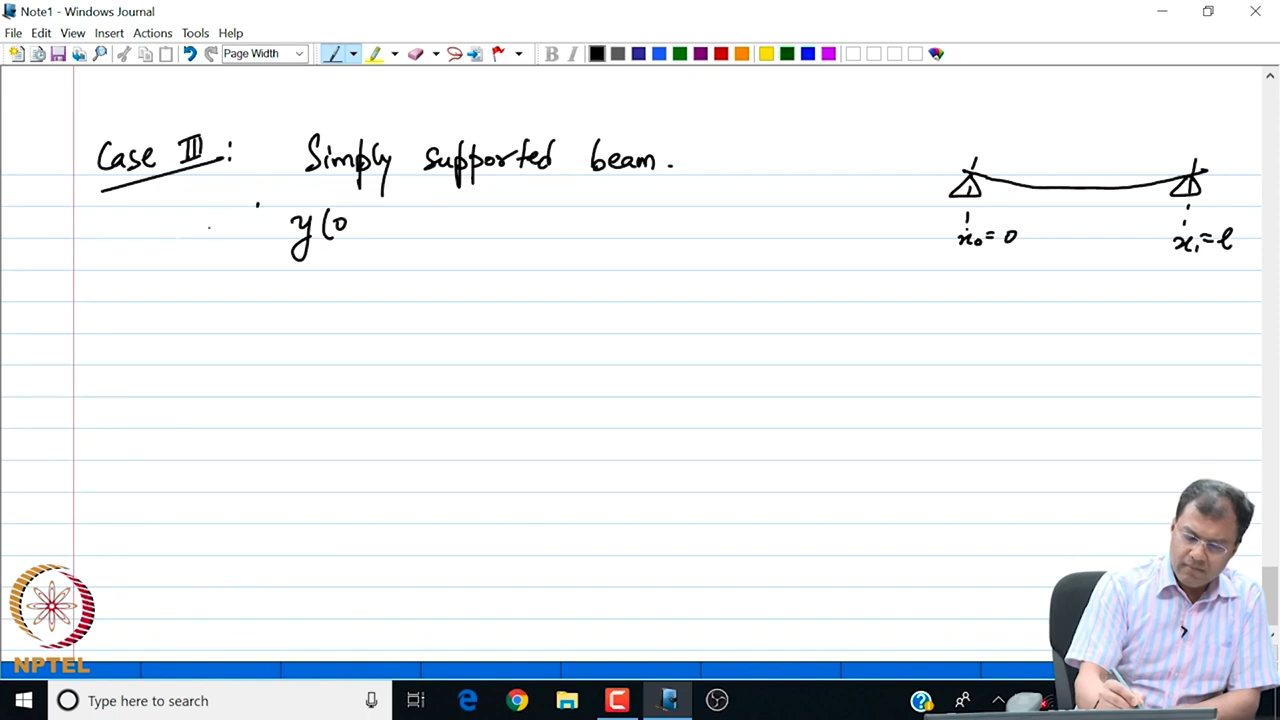 Note1 - Windows Journal
File Edit View Insert Actions Tools Help
Page Width
B I
Case III: Simply supported beam.
y(0
x₀ = 0
x₁ = l
NPTEL
Type here to search